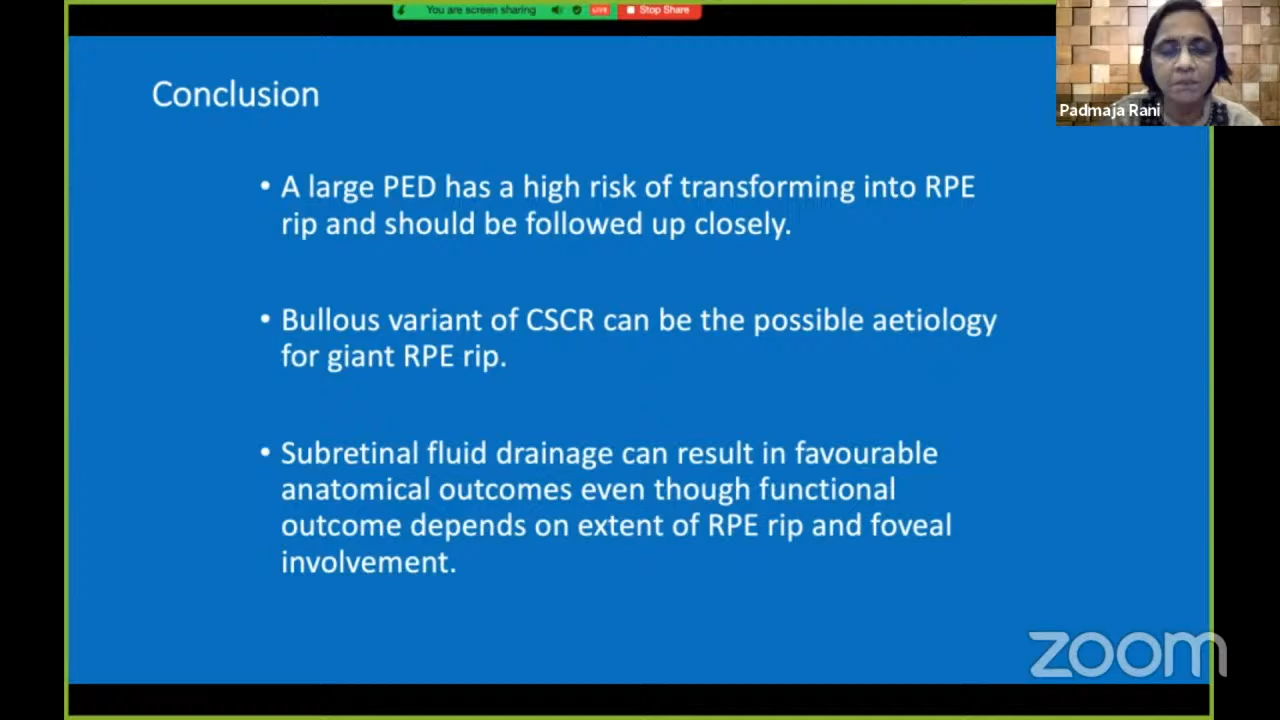 You are screen sharing LIVE Stop Share
Padmaja Rani
Conclusion
• A large PED has a high risk of transforming into RPE
rip and should be followed up closely.
• Bullous variant of CSCR can be the possible aetiology
for giant RPE rip.
• Subretinal fluid drainage can result in favourable
anatomical outcomes even though functional
outcome depends on extent of RPE rip and foveal
involvement.
zoom